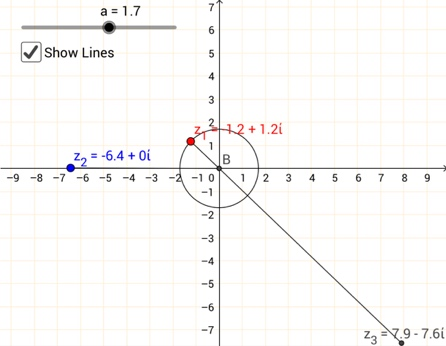 a = 1.7
Show Lines
z₁ = -1.2 + 1.2i
z₂ = -6.4 + 0i
B
z₃ = 7.9 - 7.6i
7
6
5
4
3
2
1
−9 −8 −7 −6 −5 −4 −3 −2 −1 0 1 2 3 4 5 6 7 8 9
−1
−2
−3
−4
−5
−6
−7